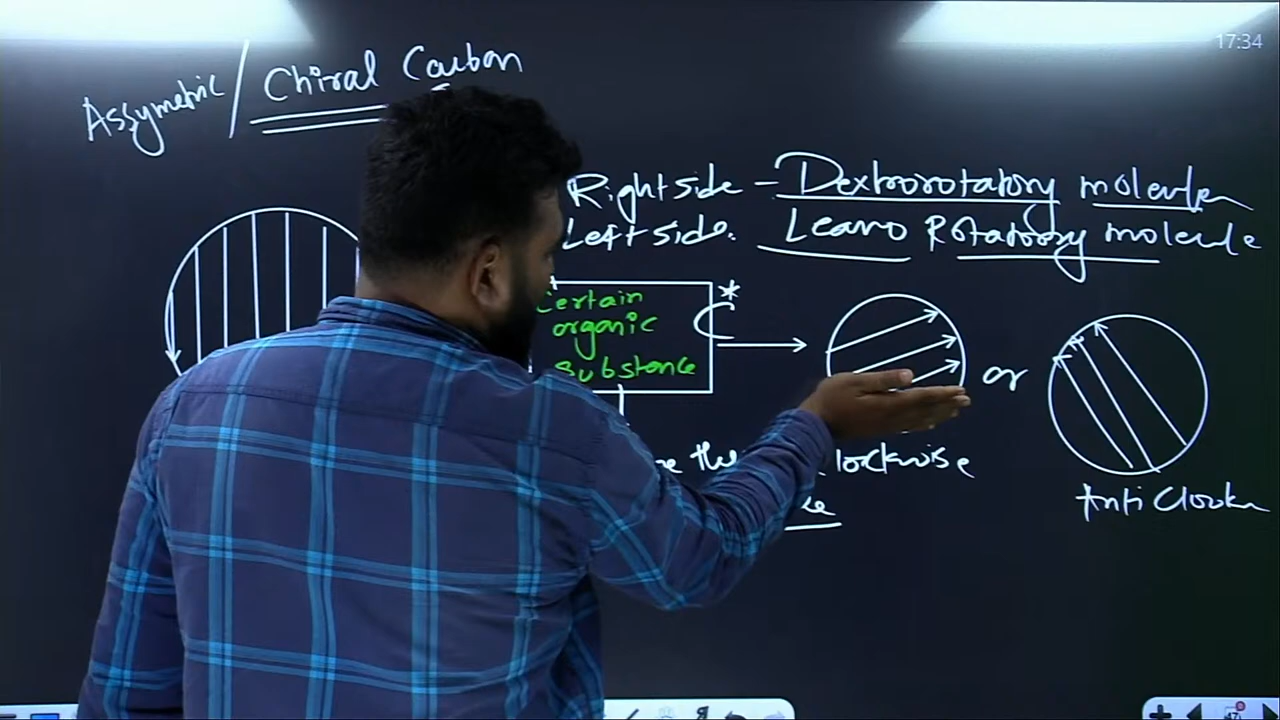 17:34
Assymetric / Chiral Carbon
Right side - Dextrorotatory molecule
Left side. Leavo Rotatory molecule
Certain
organic
Substance
C*
or
lockwise
Anti Clock